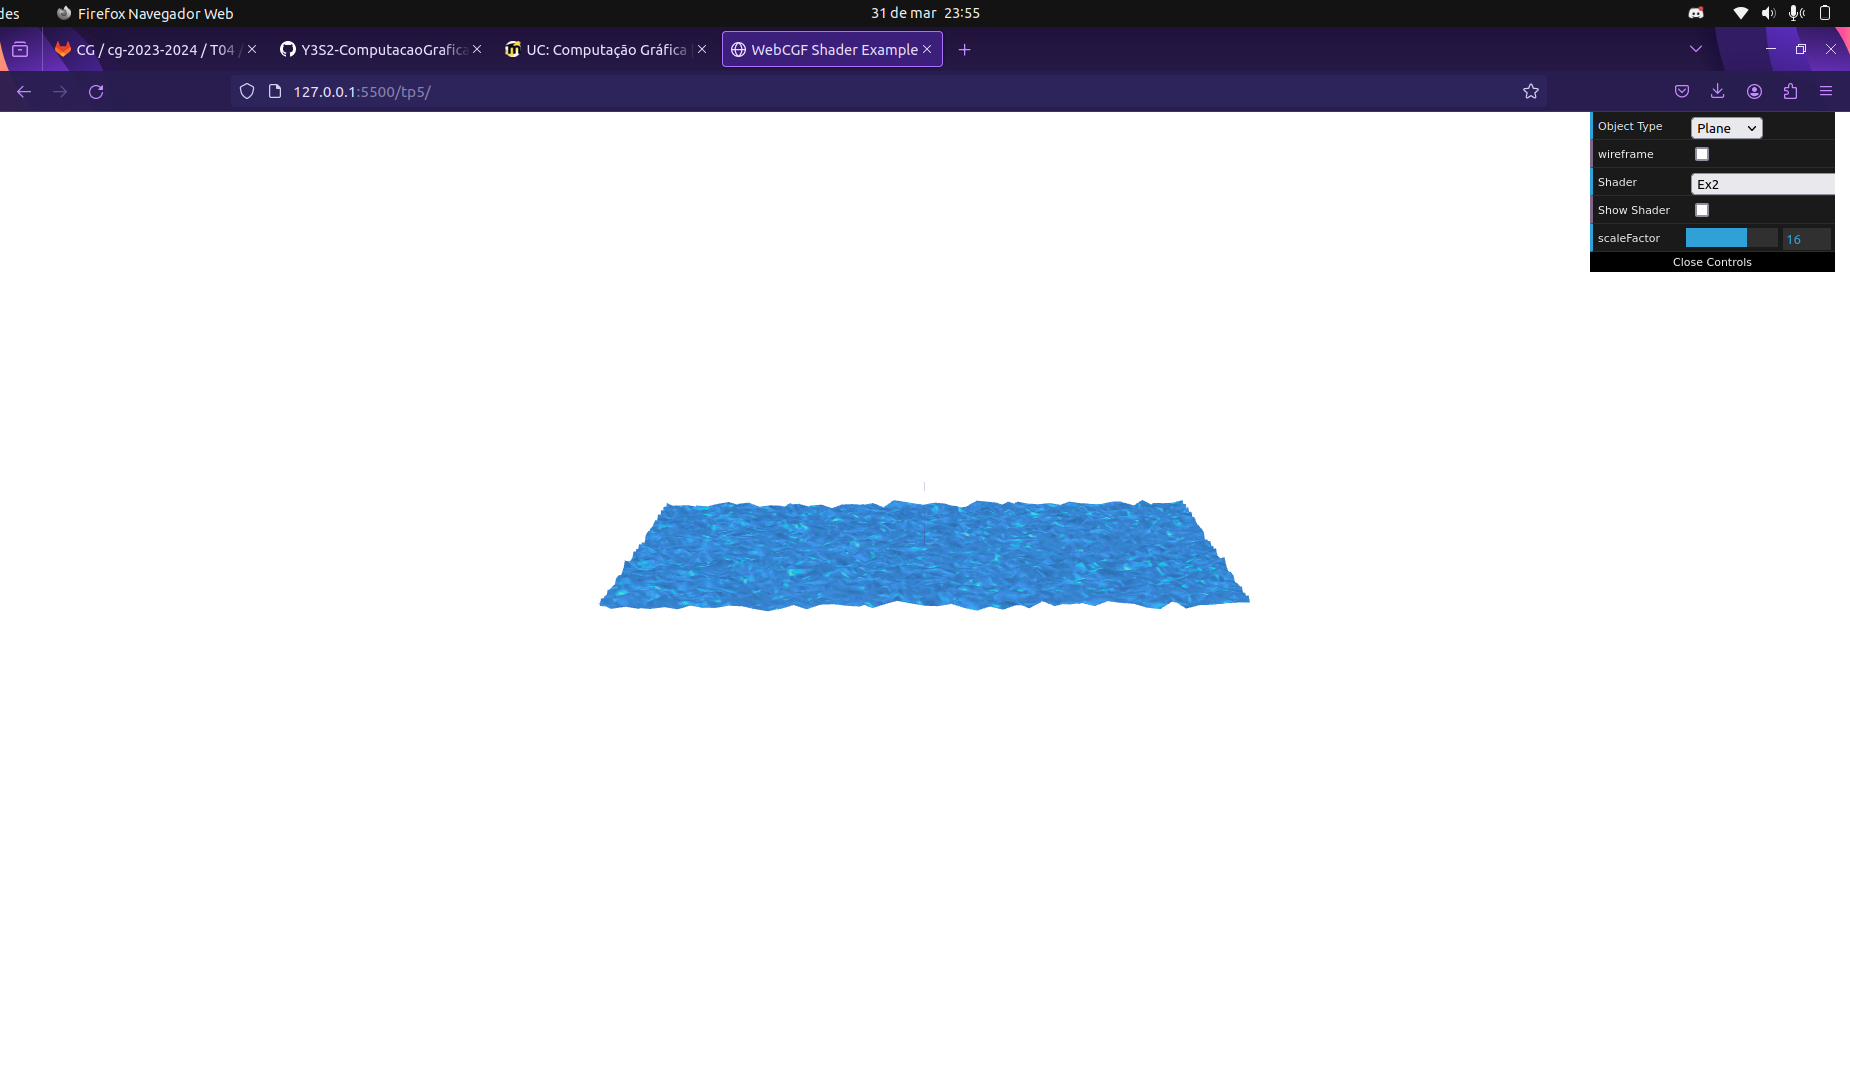 des Firefox Navegador Web 31 de mar 23:55
CG / cg-2023-2024 / T04 / Y3S2-ComputacaoGrafica UC: Computação Gráfica | WebCGF Shader Example
127.0.0.1:5500/tp5/
Object Type Plane
wireframe
Shader Ex2
Show Shader
scaleFactor 16
Close Controls